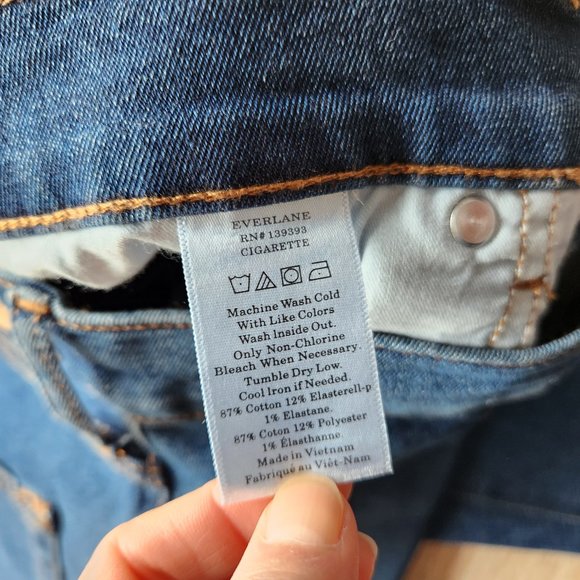 EVERLANE
RN# 139393
CIGARETTE
Machine Wash Cold
With Like Colors
Wash Inside Out.
Only Non-Chlorine
Bleach When Necessary.
Tumble Dry Low.
Cool Iron if Needed.
87% Cotton 12% Elasterell-p
1% Elastane.
87% Coton 12% Polyester
1% Élasthanne.
Made in Vietnam
Fabriqué au Viêt-Nam